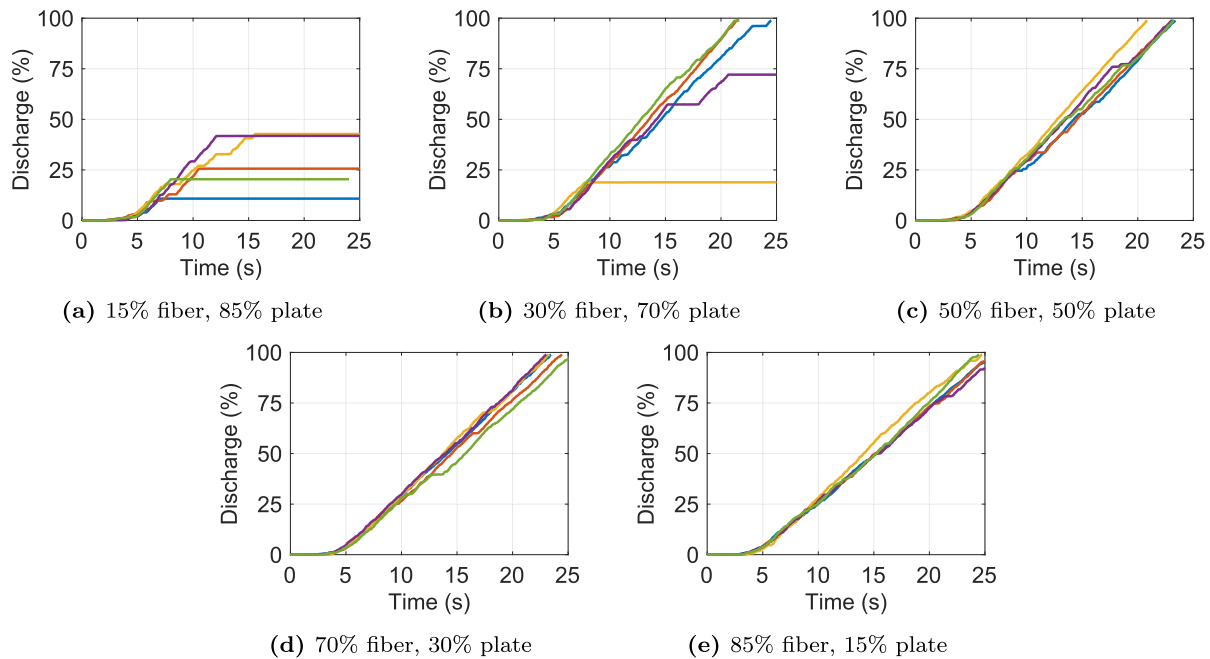 100
75
50
25
0
Discharge (%)
0 5 10 15 20 25
Time (s)
(a) 15% fiber, 85% plate
100
75
50
25
0
Discharge (%)
0 5 10 15 20 25
Time (s)
(b) 30% fiber, 70% plate
100
75
50
25
0
Discharge (%)
0 5 10 15 20 25
Time (s)
(c) 50% fiber, 50% plate
100
75
50
25
0
Discharge (%)
0 5 10 15 20 25
Time (s)
(d) 70% fiber, 30% plate
100
75
50
25
0
Discharge (%)
0 5 10 15 20 25
Time (s)
(e) 85% fiber, 15% plate